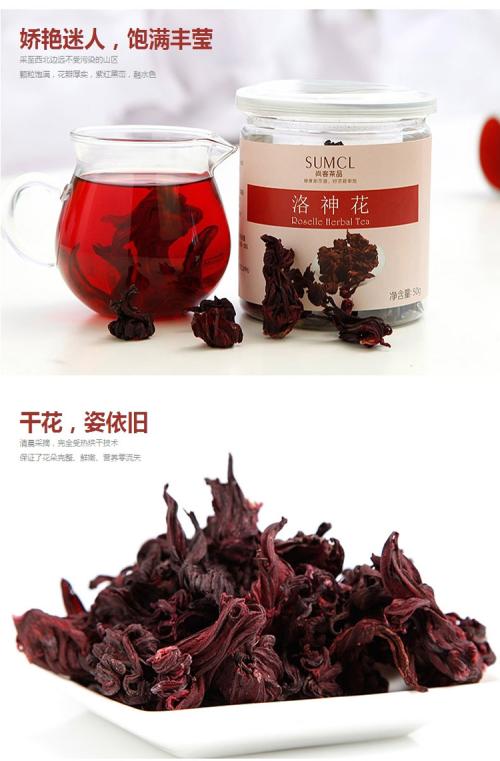 娇艳迷人，饱满丰莹
采至西北边远不受污染的山区
颗粒饱满，花瓣厚实，紫红黑亮，融水色
SUMCL
尚客茶品
洛神花
Roselle Herbal Tea
净含量:50g
干花，姿依旧
清晨采摘，完全受热烘干技术
保证了花朵完整、鲜嫩、营养零流失